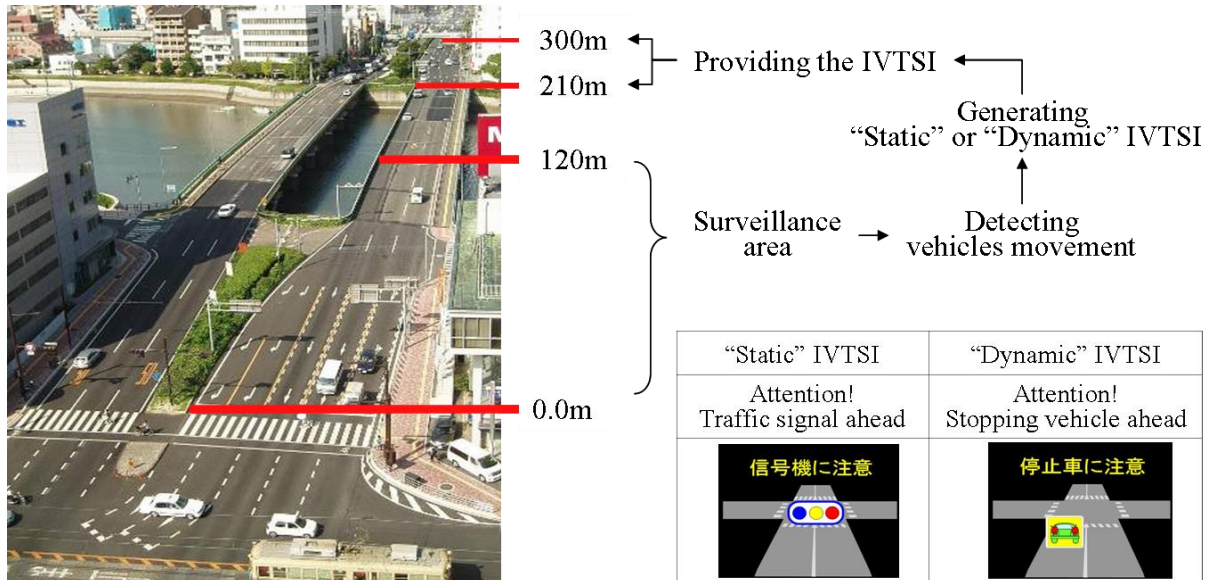 300m
Providing the IVTSI
210m
Generating
“Static” or “Dynamic” IVTSI
120m
Surveillance
area
Detecting
vehicles movement
0.0m
“Static” IVTSI
“Dynamic” IVTSI
Attention!
Traffic signal ahead
Attention!
Stopping vehicle ahead
信号機に注意
停止車に注意